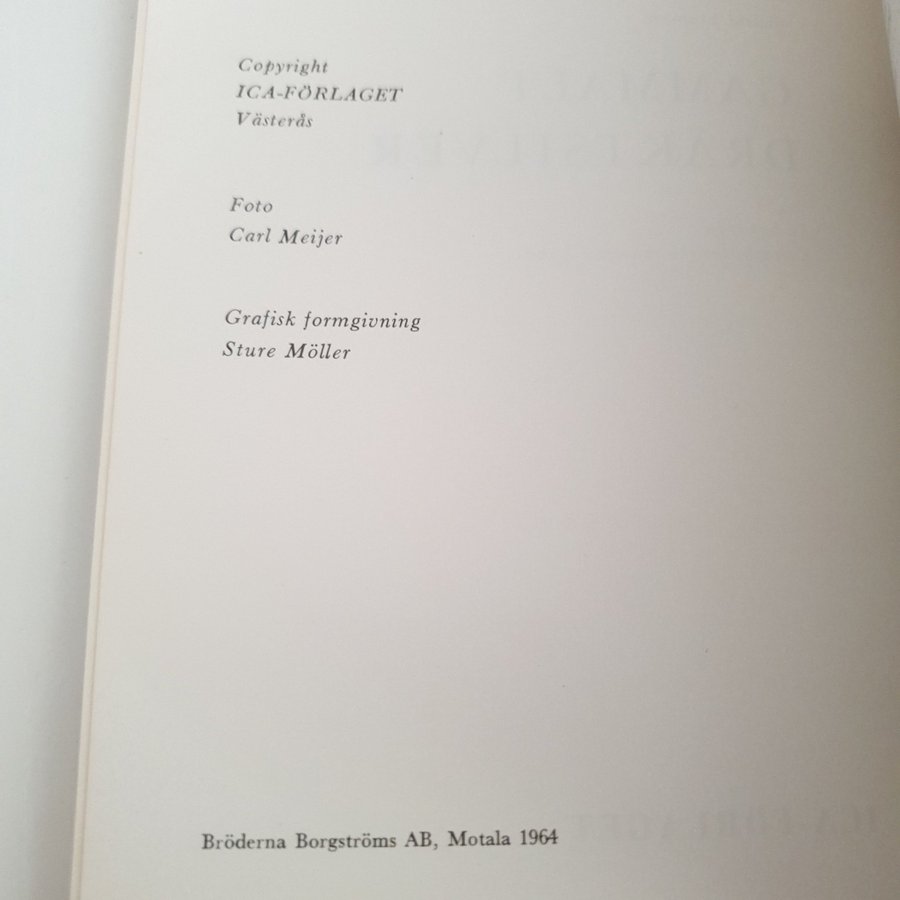 Copyright
ICA-FÖRLAGET
Västerås
Foto
Carl Meijer
Grafisk formgivning
Sture Möller
Bröderna Borgströms AB, Motala 1964